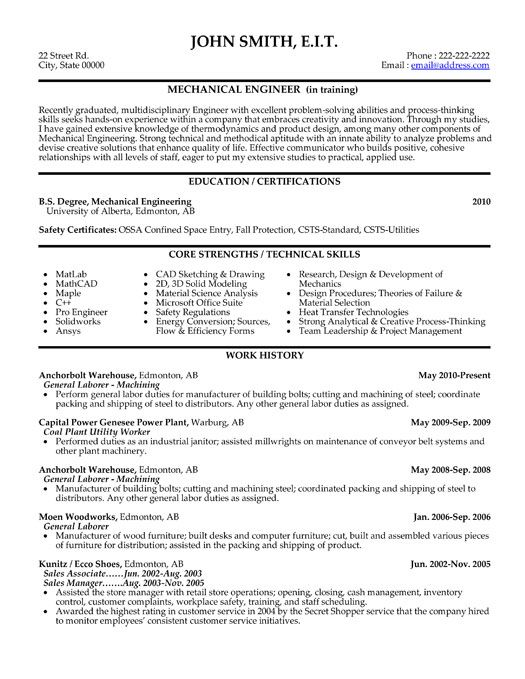 JOHN SMITH, E.I.T.
22 Street Rd. Phone : 222-222-2222
City, State 00000 Email : email@address.com
MECHANICAL ENGINEER (in training)
Recently graduated, multidisciplinary Engineer with excellent problem-solving abilities and process-thinking
skills seeks hands-on experience within a company that embraces creativity and innovation. Through my studies,
I have gained extensive knowledge of thermodynamics and product design, among many other components of
Mechanical Engineering. Strong technical and methodical aptitude with an innate ability to analyze problems and
devise creative solutions that enhance quality of life. Effective communicator who builds positive, cohesive
relationships with all levels of staff, eager to put my extensive studies to practical, applied use.
EDUCATION / CERTIFICATIONS
B.S. Degree, Mechanical Engineering 2010
University of Alberta, Edmonton, AB
Safety Certificates: OSSA Confined Space Entry, Fall Protection, CSTS-Standard, CSTS-Utilities
CORE STRENGTHS / TECHNICAL SKILLS
• MatLab
• MathCAD
• Maple
• C++
• Pro Engineer
• Solidworks
• Ansys
• CAD Sketching & Drawing
• 2D, 3D Solid Modeling
• Material Science Analysis
• Microsoft Office Suite
• Safety Regulations
• Energy Conversion; Sources,
Flow & Efficiency Forms
• Research, Design & Development of
Mechanics
• Design Procedures; Theories of Failure &
Material Selection
• Heat Transfer Technologies
• Strong Analytical & Creative Process-Thinking
• Team Leadership & Project Management
WORK HISTORY
Anchorbolt Warehouse, Edmonton, AB May 2010-Present
General Laborer - Machining
• Perform general labor duties for manufacturer of building bolts; cutting and machining of steel; coordinate
packing and shipping of steel to distributors. Any other general labor duties as assigned.
Capital Power Genesee Power Plant, Warburg, AB May 2009-Sep. 2009
Coal Plant Utility Worker
• Performed duties as an industrial janitor; assisted millwrights on maintenance of conveyor belt systems and
other plant machinery.
Anchorbolt Warehouse, Edmonton, AB May 2008-Sep. 2008
General Laborer - Machining
• Manufacturer of building bolts; cutting and machining steel; coordinated packing and shipping of steel to
distributors. Any other general labor duties as assigned.
Moen Woodworks, Edmonton, AB Jan. 2006-Sep. 2006
General Laborer
• Manufacturer of wood furniture; built desks and computer furniture; cut, built and assembled various pieces
of furniture for distribution; assisted in the packing of constructed furniture.
Kunitz / Ecco Shoes, Edmonton, AB Jun. 2002-Nov. 2005
Sales Associate……Jun. 2002-Aug. 2003
Sales Manager…….Aug. 2003-Nov. 2005
• Assisted the store manager with retail store operations; opening, closing, cash management, inventory
control, customer complaints, workplace safety, training, and staff scheduling.
• Awarded the highest rating in customer service in 2004 by the Secret Shopper service that the company hired
to monitor employees' consistent customer service efforts.